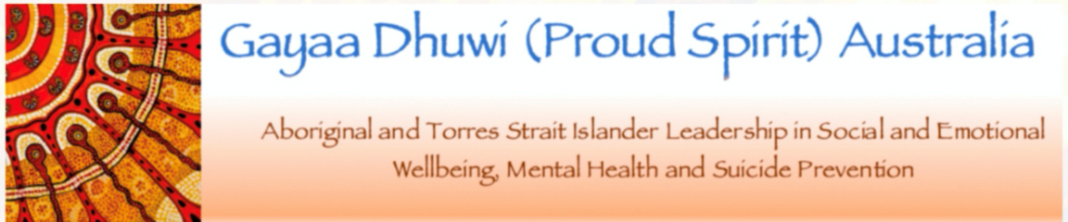 Gayaa Dhuwi (Proud Spirit) Australia
Aboriginal and Torres Strait Islander Leadership in Social and Emotional
Wellbeing, Mental Health and Suicide Prevention